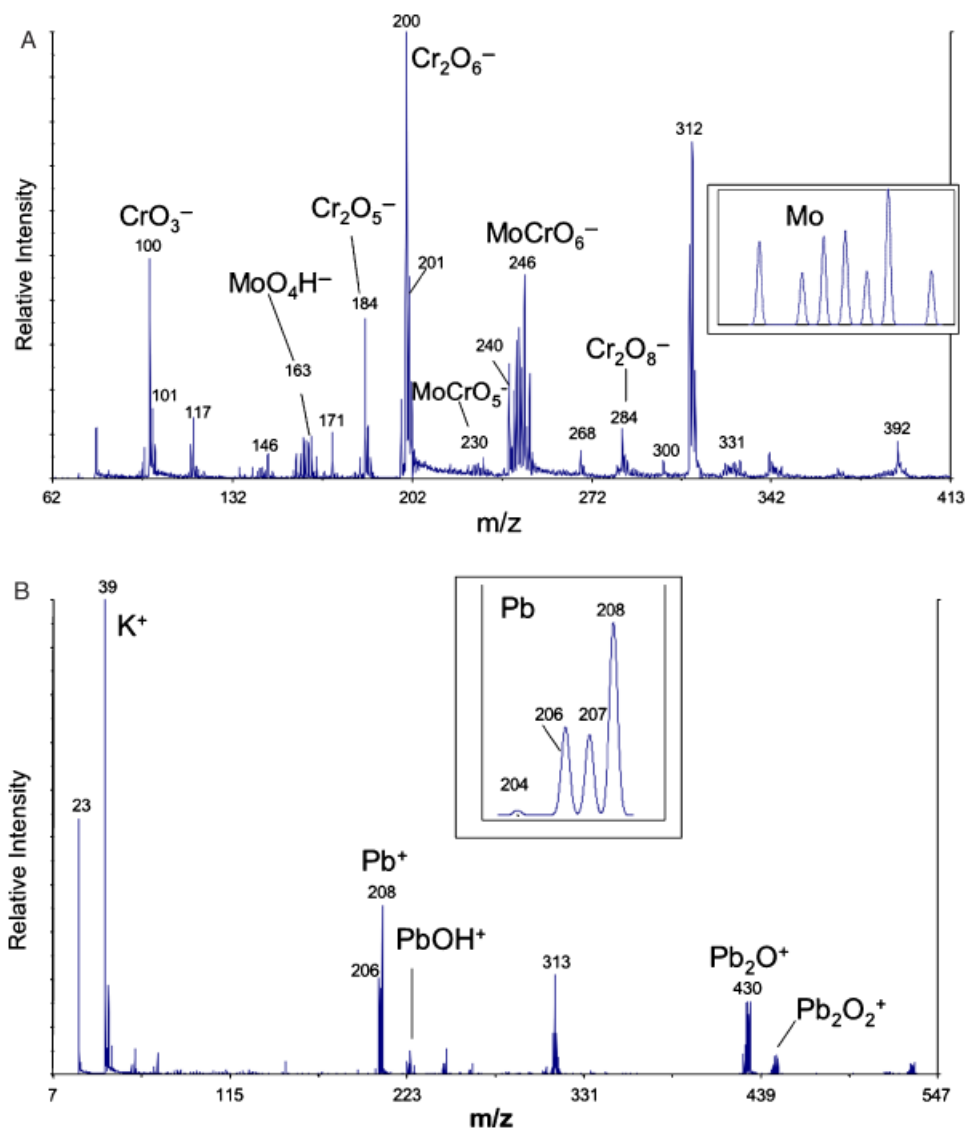 A
Relative Intensity
200
Cr₂O₆⁻
312
CrO₃⁻
100
Cr₂O₅⁻
MoCrO₆⁻
246
201
MoO₄H⁻
184
163
240
Cr₂O₈⁻
MoCrO₅⁻
101
117
146
171
230
268
284
300
331
392
Mo
62
132
202
272
342
413
m/z
B
Relative Intensity
39
K⁺
23
Pb
208
206
207
204
Pb⁺
208
PbOH⁺
206
313
Pb₂O⁺
430
Pb₂O₂⁺
7
115
223
331
439
547
m/z